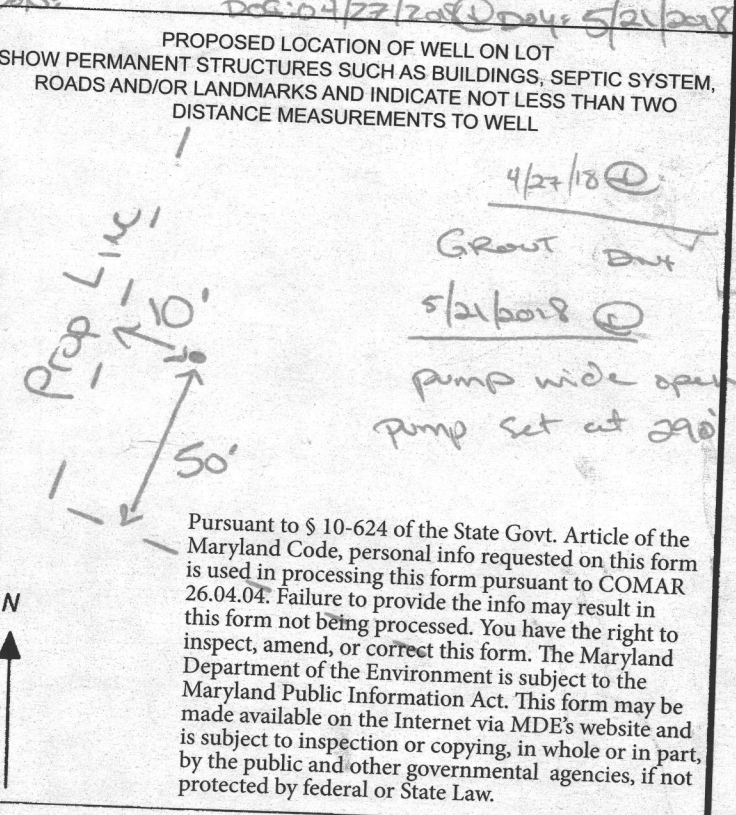 DOG: 04/27/2018 DOY: 5/21/2018
PROPOSED LOCATION OF WELL ON LOT
SHOW PERMANENT STRUCTURES SUCH AS BUILDINGS, SEPTIC SYSTEM,
ROADS AND/OR LANDMARKS AND INDICATE NOT LESS THAN TWO
DISTANCE MEASUREMENTS TO WELL
4/27/18
GROUT
5/21/2018
pump wide open
pump set at 290'
Prop Line
10'
50'
Pursuant to § 10-624 of the State Govt. Article of the
Maryland Code, personal info requested on this form
is used in processing this form pursuant to COMAR
26.04.04. Failure to provide the info may result in
this form not being processed. You have the right to
inspect, amend, or correct this form. The Maryland
Department of the Environment is subject to the
Maryland Public Information Act. This form may be
made available on the Internet via MDE's website and
is subject to inspection or copying, in whole or in part,
by the public and other governmental agencies, if not
protected by federal or State Law.
N